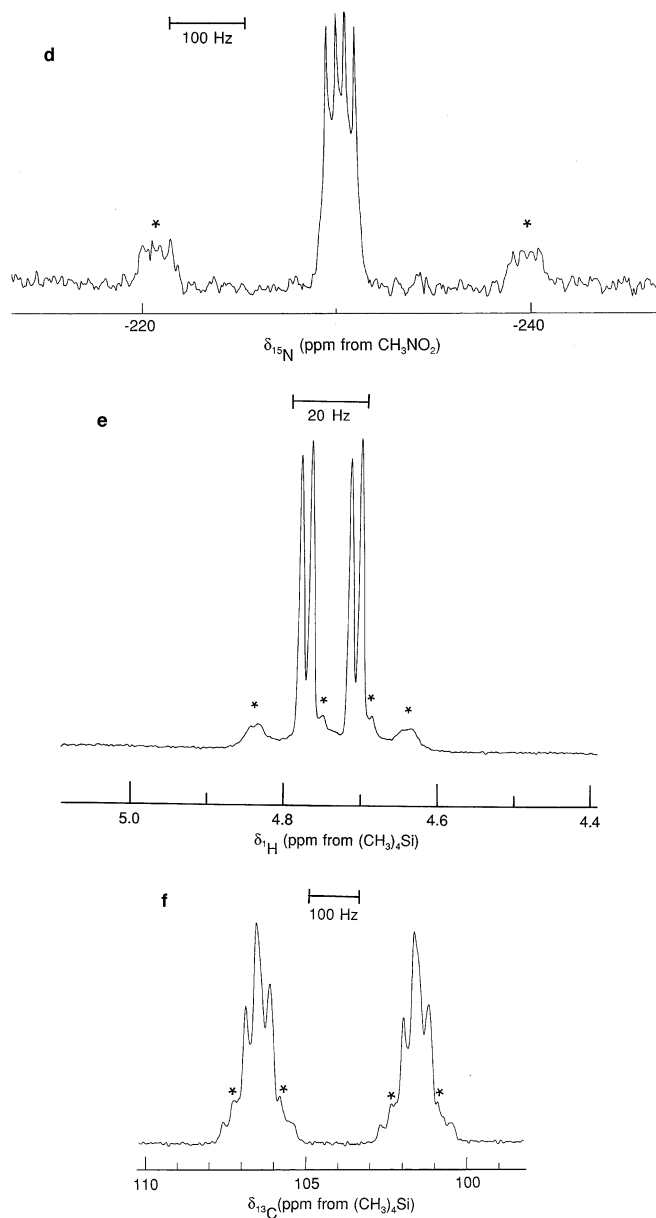 100 Hz
d
*
*
-220
-240
δ₁₅N (ppm from CH₃NO₂)
e
20 Hz
*
*
*
*
5.0
4.8
4.6
4.4
δ₁H (ppm from (CH₃)₄Si)
f
100 Hz
*
*
*
*
110
105
100
δ₁₃C(ppm from (CH₃)₄Si)